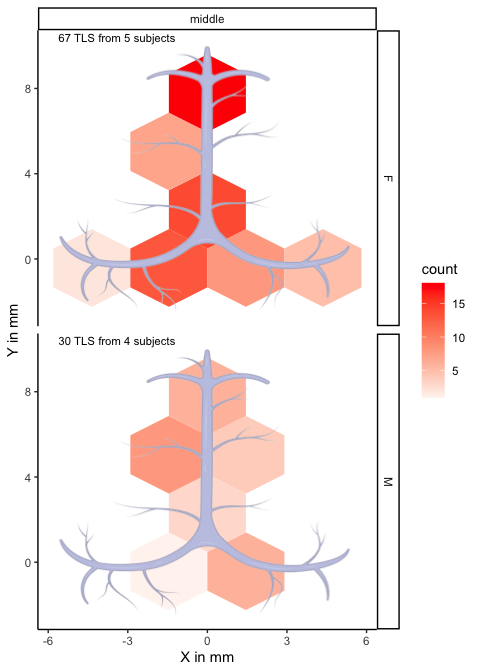 middle
67 TLS from 5 subjects
8
4
0
F
Y in mm
count
15
10
5
30 TLS from 4 subjects
8
4
0
M
-6 -3 0 3 6
X in mm